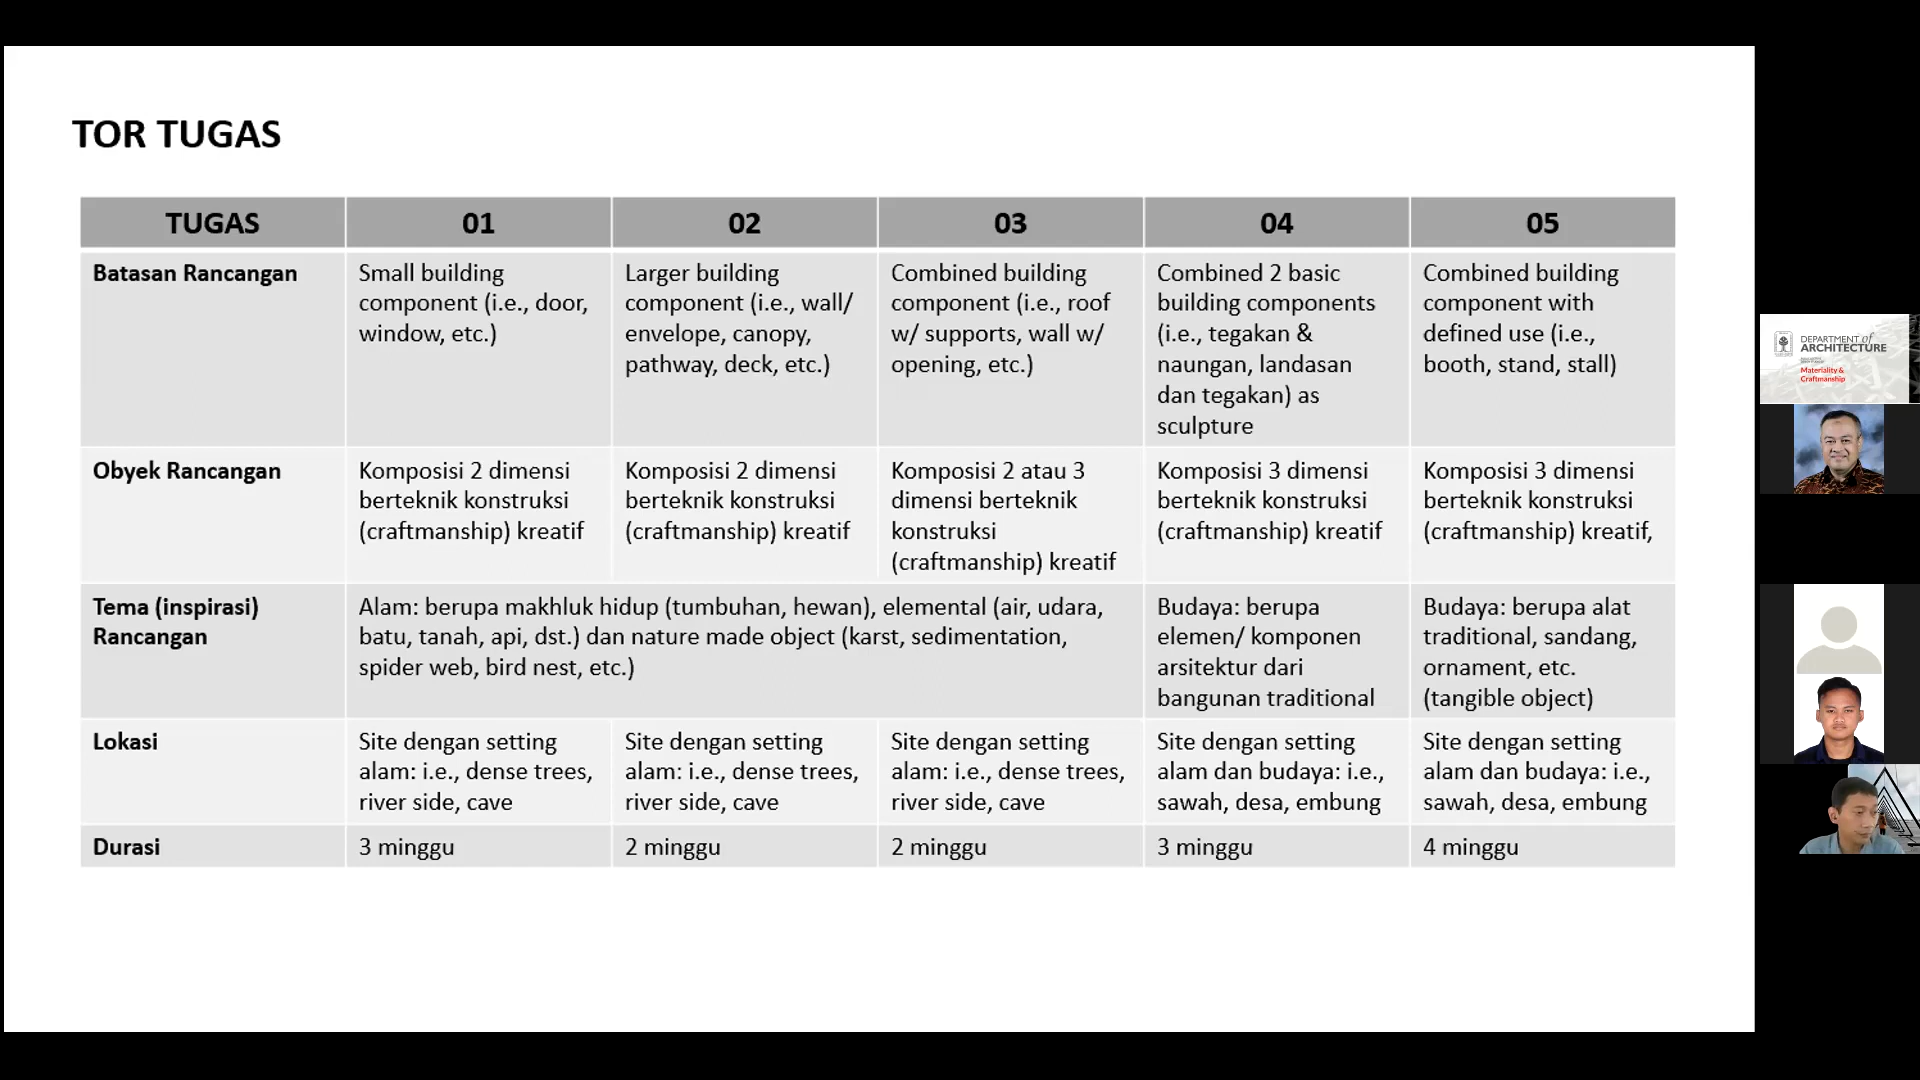 TOR TUGAS
TUGAS
01
02
03
04
05
Batasan Rancangan
Small building
component (i.e., door,
window, etc.)
Larger building
component (i.e., wall/
envelope, canopy,
pathway, deck, etc.)
Combined building
component (i.e., roof
w/ supports, wall w/
opening, etc.)
Combined 2 basic
building components
(i.e., tegakan &
naungan, landasan
dan tegakan) as
sculpture
Combined building
component with
defined use (i.e.,
booth, stand, stall)
Obyek Rancangan
Komposisi 2 dimensi
berteknik konstruksi
(craftmanship) kreatif
Komposisi 2 dimensi
berteknik konstruksi
(craftmanship) kreatif
Komposisi 2 atau 3
dimensi berteknik
konstruksi
(craftmanship) kreatif
Komposisi 3 dimensi
berteknik konstruksi
(craftmanship) kreatif
Komposisi 3 dimensi
berteknik konstruksi
(craftmanship) kreatif,
Tema (inspirasi)
Rancangan
Alam: berupa makhluk hidup (tumbuhan, hewan), elemental (air, udara,
batu, tanah, api, dst.) dan nature made object (karst, sedimentation,
spider web, bird nest, etc.)
Budaya: berupa
elemen/ komponen
arsitektur dari
bangunan traditional
Budaya: berupa alat
traditional, sandang,
ornament, etc.
(tangible object)
Lokasi
Site dengan setting
alam: i.e., dense trees,
river side, cave
Site dengan setting
alam: i.e., dense trees,
river side, cave
Site dengan setting
alam: i.e., dense trees,
river side, cave
Site dengan setting
alam dan budaya: i.e.,
sawah, desa, embung
Site dengan setting
alam dan budaya: i.e.,
sawah, desa, embung
Durasi
3 minggu
2 minggu
2 minggu
3 minggu
4 minggu
DEPARTMENT of
ARCHITECTURE
Materiality &
Craftmanship